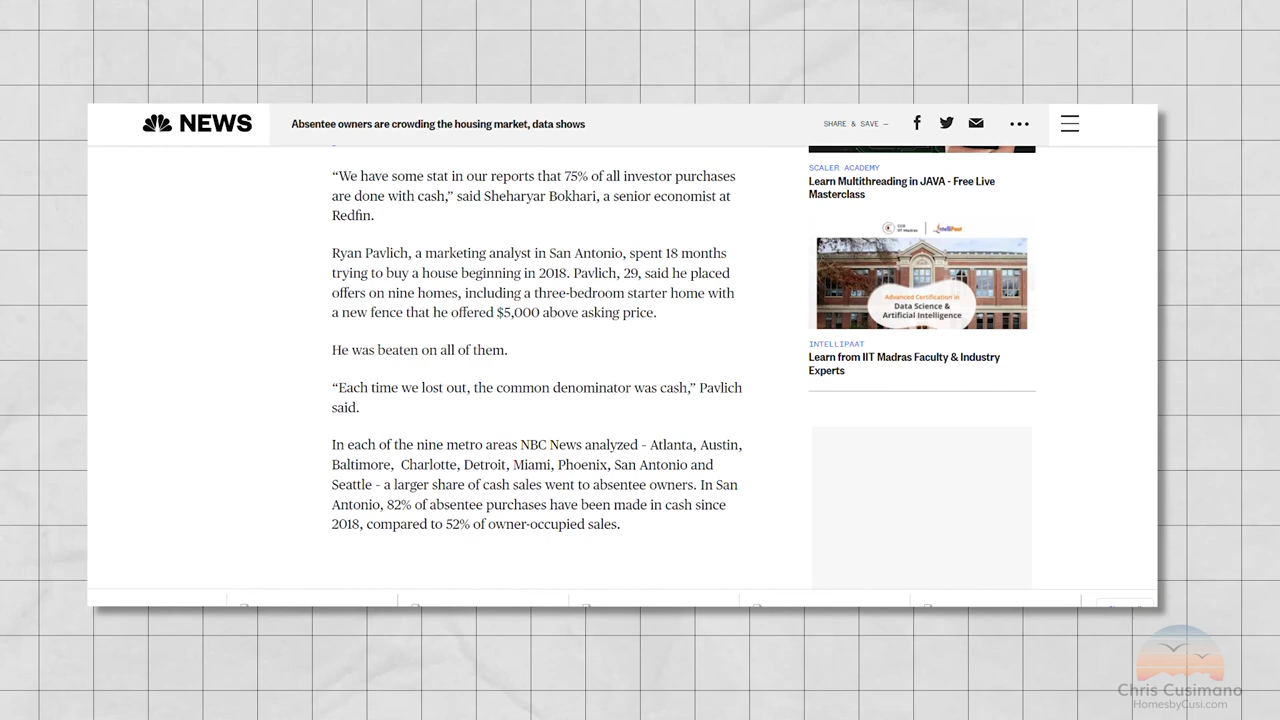 NEWS
Absentee owners are crowding the housing market, data shows
SHARE & SAVE —
“We have some stat in our reports that 75% of all investor purchases
are done with cash,” said Sheharyar Bokhari, a senior economist at
Redfin.
Ryan Pavlich, a marketing analyst in San Antonio, spent 18 months
trying to buy a house beginning in 2018. Pavlich, 29, said he placed
offers on nine homes, including a three-bedroom starter home with
a new fence that he offered $5,000 above asking price.
He was beaten on all of them.
“Each time we lost out, the common denominator was cash,” Pavlich
said.
In each of the nine metro areas NBC News analyzed – Atlanta, Austin,
Baltimore, Charlotte, Detroit, Miami, Phoenix, San Antonio and
Seattle – a larger share of cash sales went to absentee owners. In San
Antonio, 82% of absentee purchases have been made in cash since
2018, compared to 52% of owner-occupied sales.
SCALER ACADEMY
Learn Multithreading in JAVA - Free Live
Masterclass
CCE
IIT Madras
IntelliPaat
Advanced Certification in
Data Science &
Artificial Intelligence
INTELLIPAAT
Learn from IIT Madras Faculty & Industry
Experts
Chris Cusimano
HomesbyCusi.com